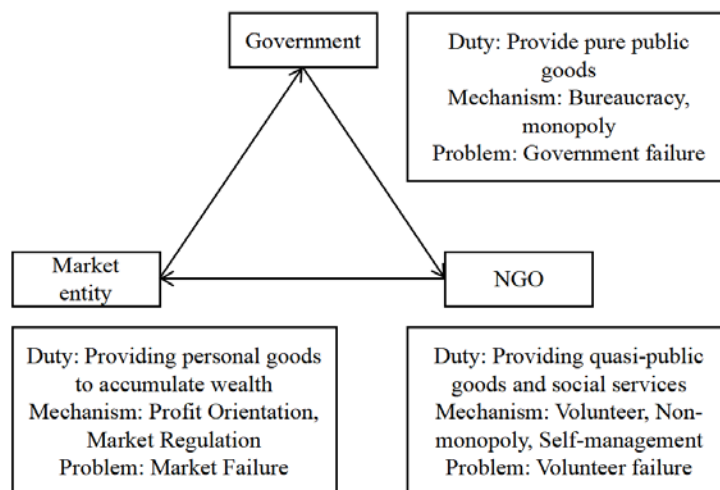 Government
Duty: Provide pure public
goods
Mechanism: Bureaucracy,
monopoly
Problem: Government failure
Market
entity
NGO
Duty: Providing personal goods
to accumulate wealth
Mechanism: Profit Orientation,
Market Regulation
Problem: Market Failure
Duty: Providing quasi-public
goods and social services
Mechanism: Volunteer, Non-
monopoly, Self-management
Problem: Volunteer failure